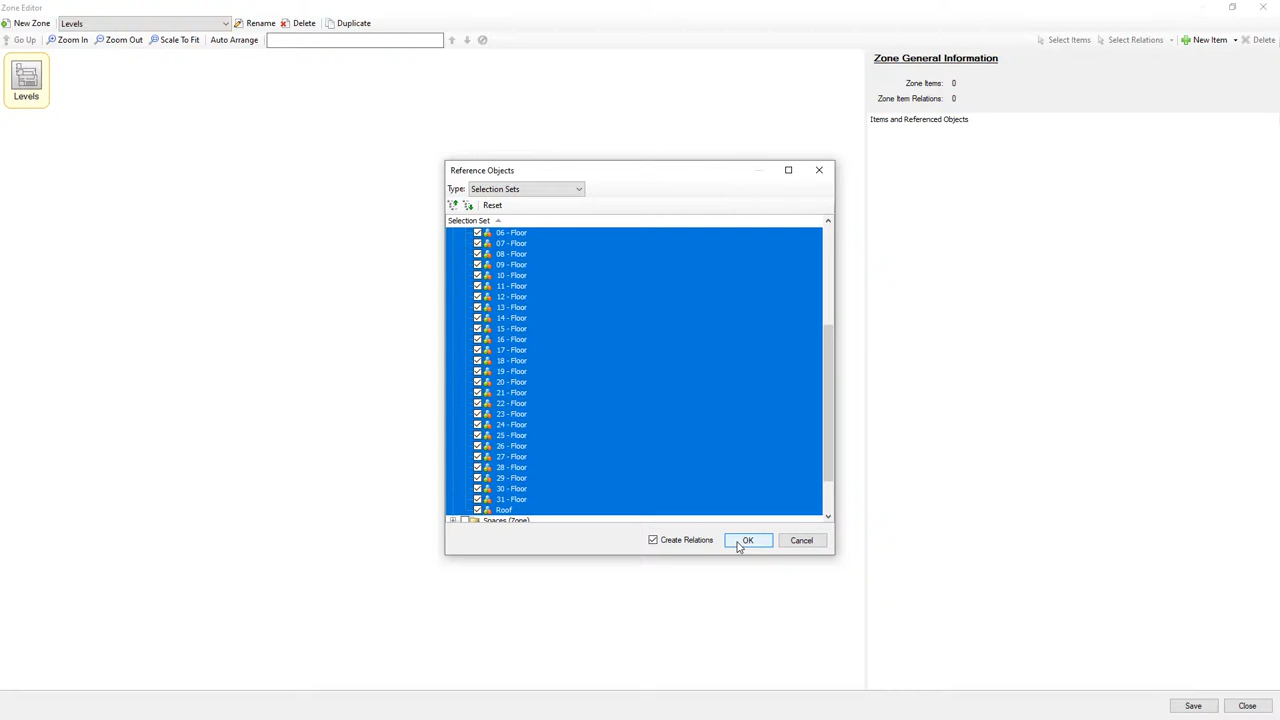 Zone Editor
New Zone Levels Rename Delete Duplicate
Go Up Zoom In Zoom Out Scale To Fit Auto Arrange Select Items Select Relations New Item Delete
Levels
Zone General Information
Zone Items: 0
Zone Item Relations: 0
Items and Referenced Objects
Reference Objects
Type: Selection Sets
Reset
Selection Set
06 - Floor
07 - Floor
08 - Floor
09 - Floor
10 - Floor
11 - Floor
12 - Floor
13 - Floor
14 - Floor
15 - Floor
16 - Floor
17 - Floor
18 - Floor
19 - Floor
20 - Floor
21 - Floor
22 - Floor
23 - Floor
24 - Floor
25 - Floor
26 - Floor
27 - Floor
28 - Floor
29 - Floor
30 - Floor
31 - Floor
Roof
Spaces (Zone)
Create Relations OK Cancel
Save Close